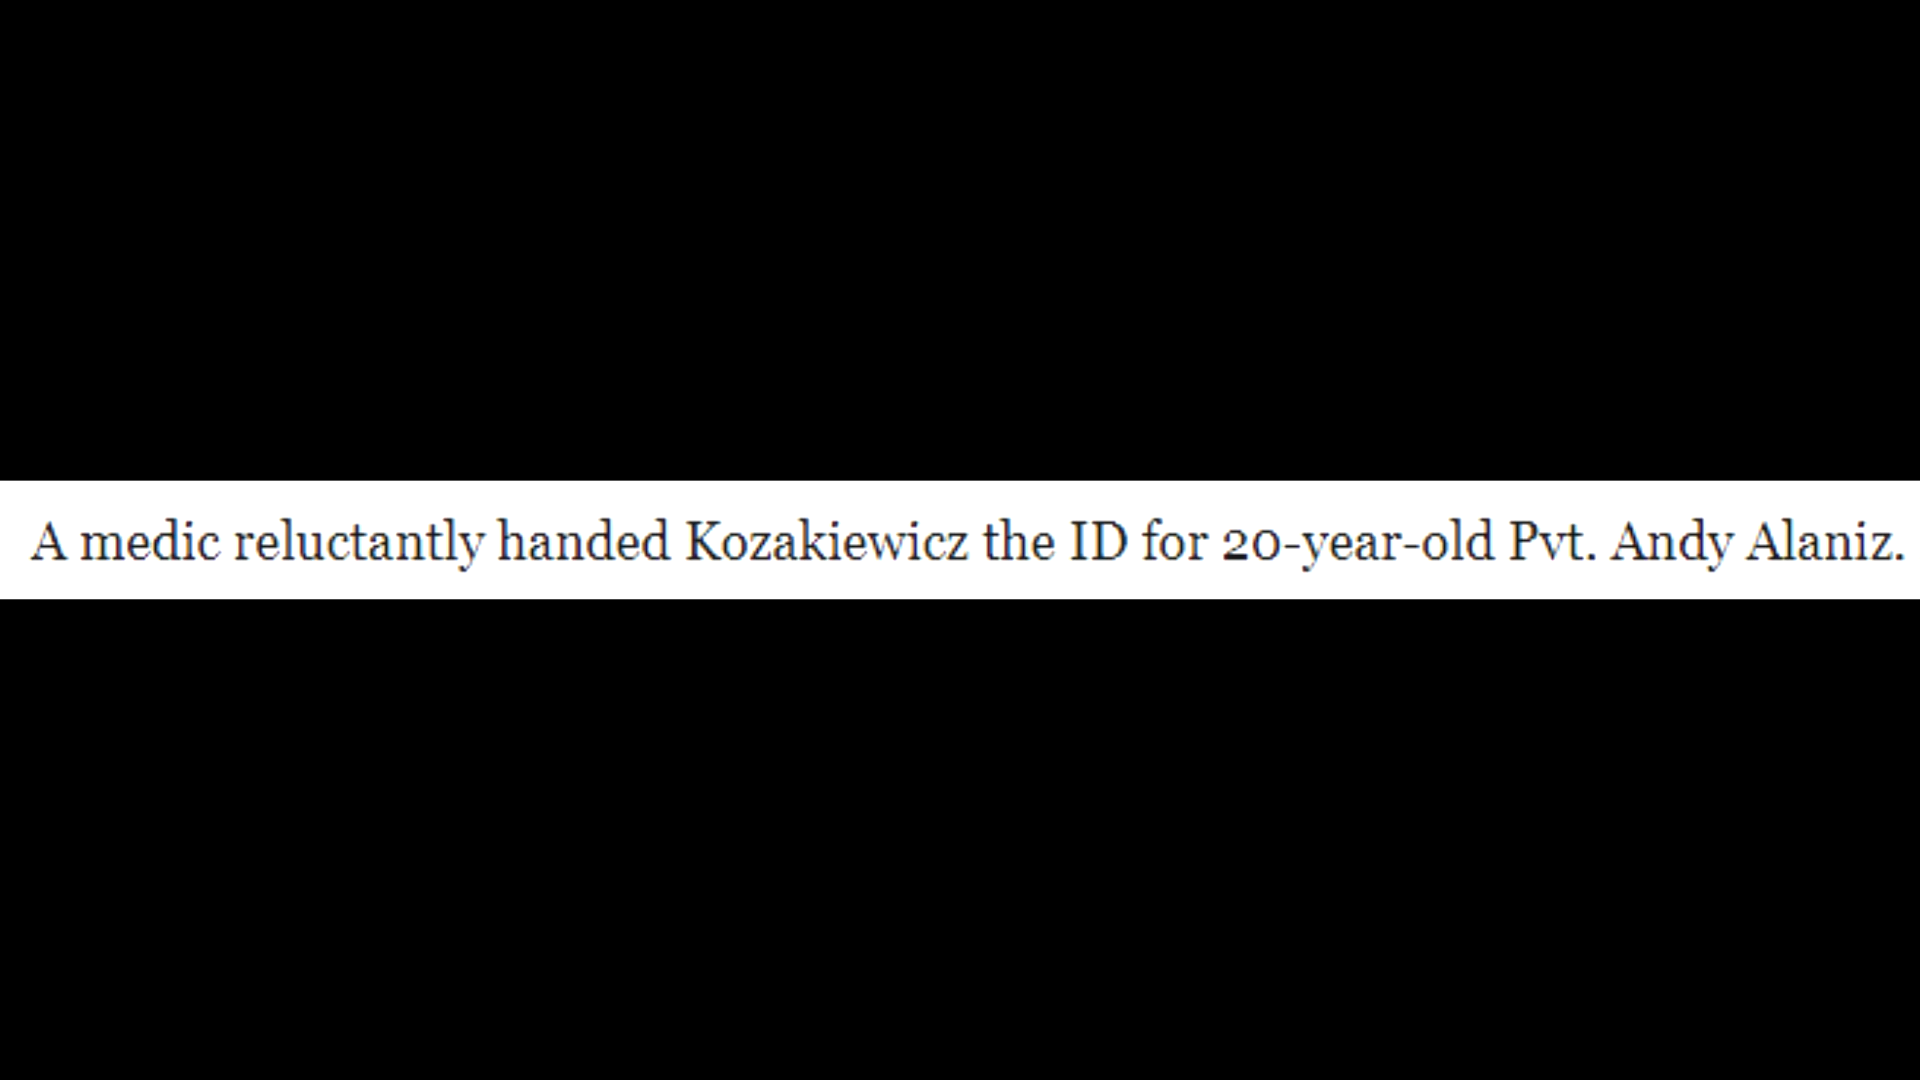 A medic reluctantly handed Kozakiewicz the ID for 20-year-old Pvt. Andy Alaniz.